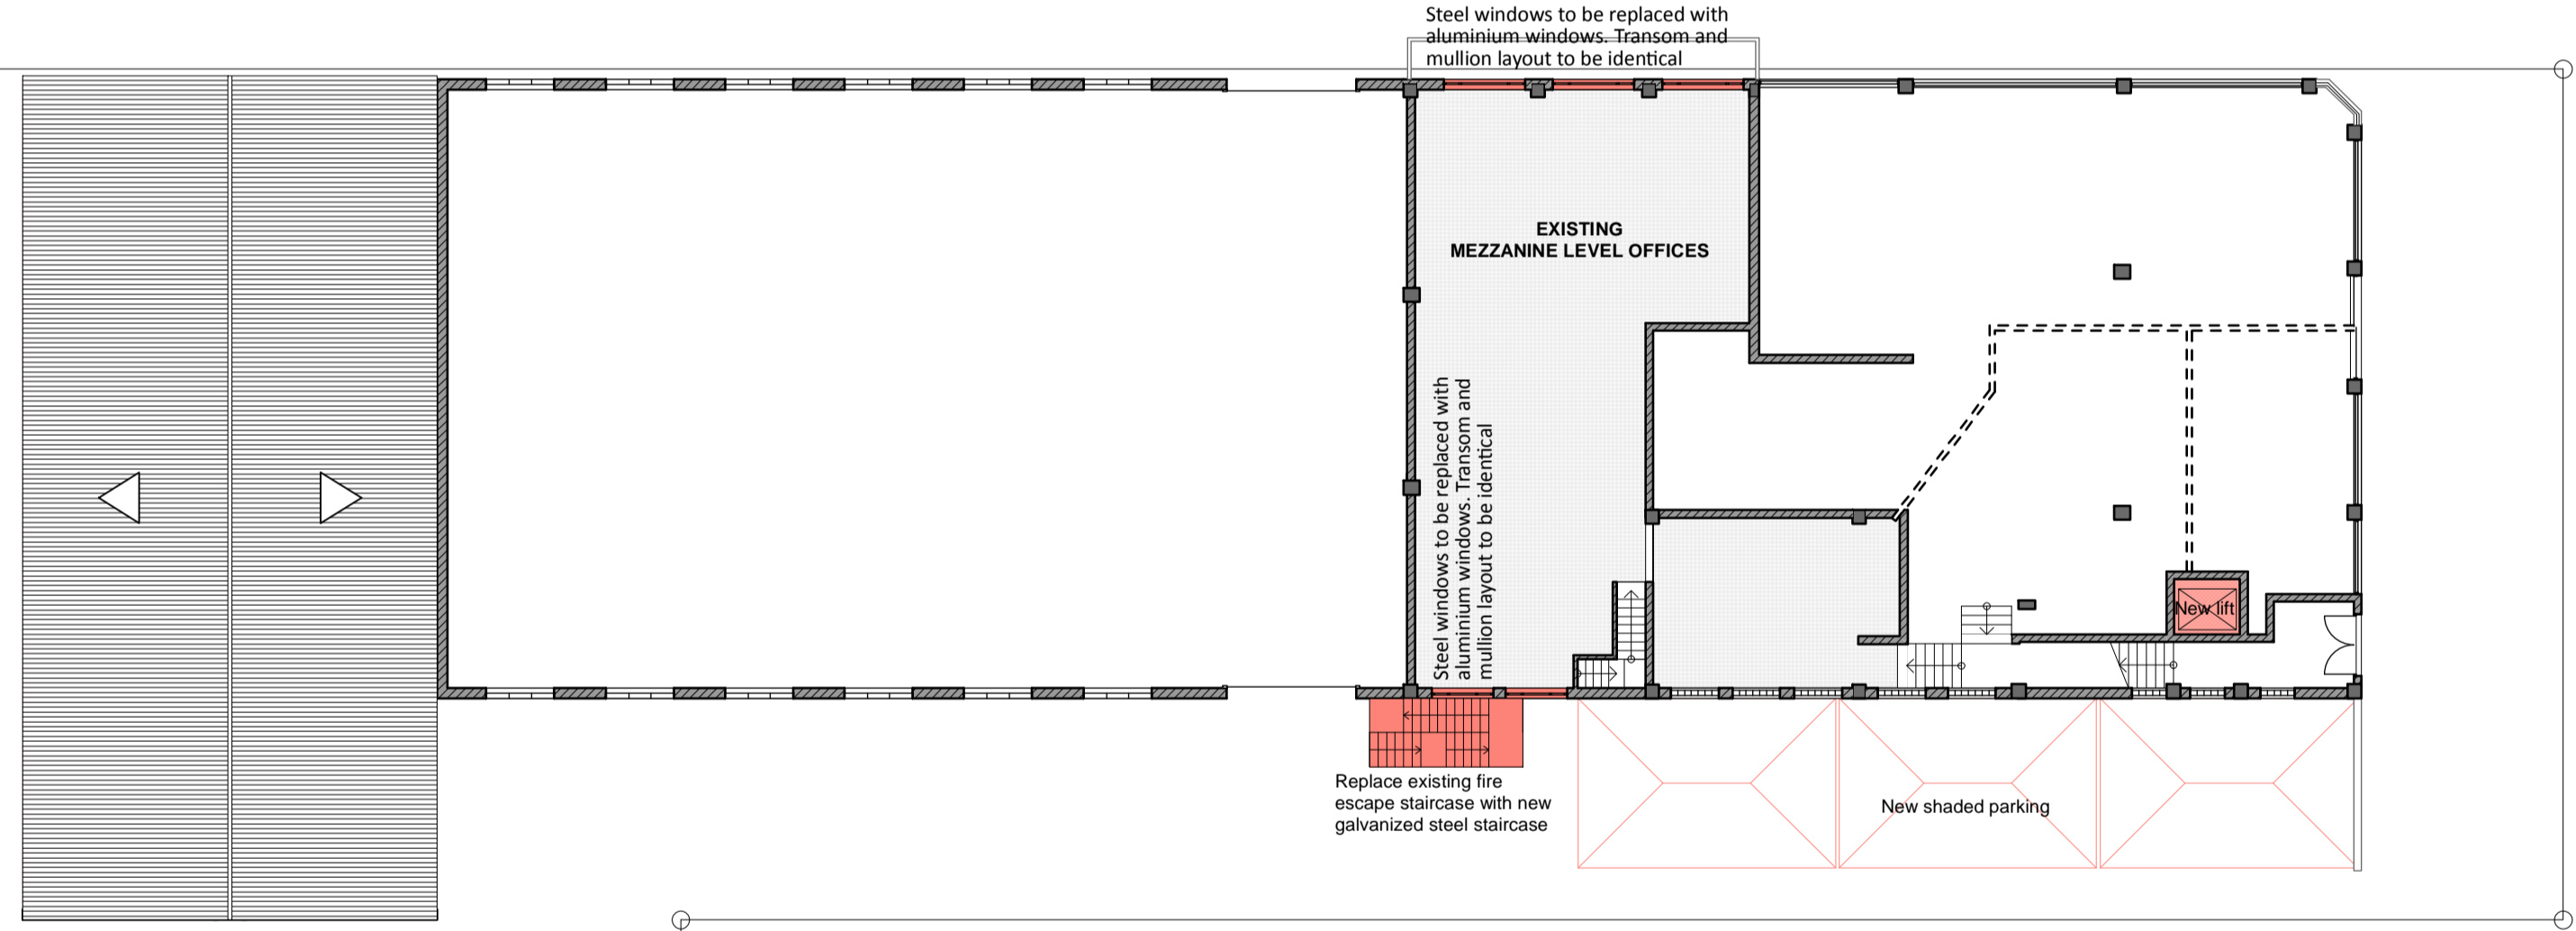 Steel windows to be replaced with
aluminium windows. Transom and
mullion layout to be identical
EXISTING
MEZZANINE LEVEL OFFICES
Steel windows to be replaced with
aluminium windows. Transom and
mullion layout to be identical
New lift
Replace existing fire
escape staircase with new
galvanized steel staircase
New shaded parking